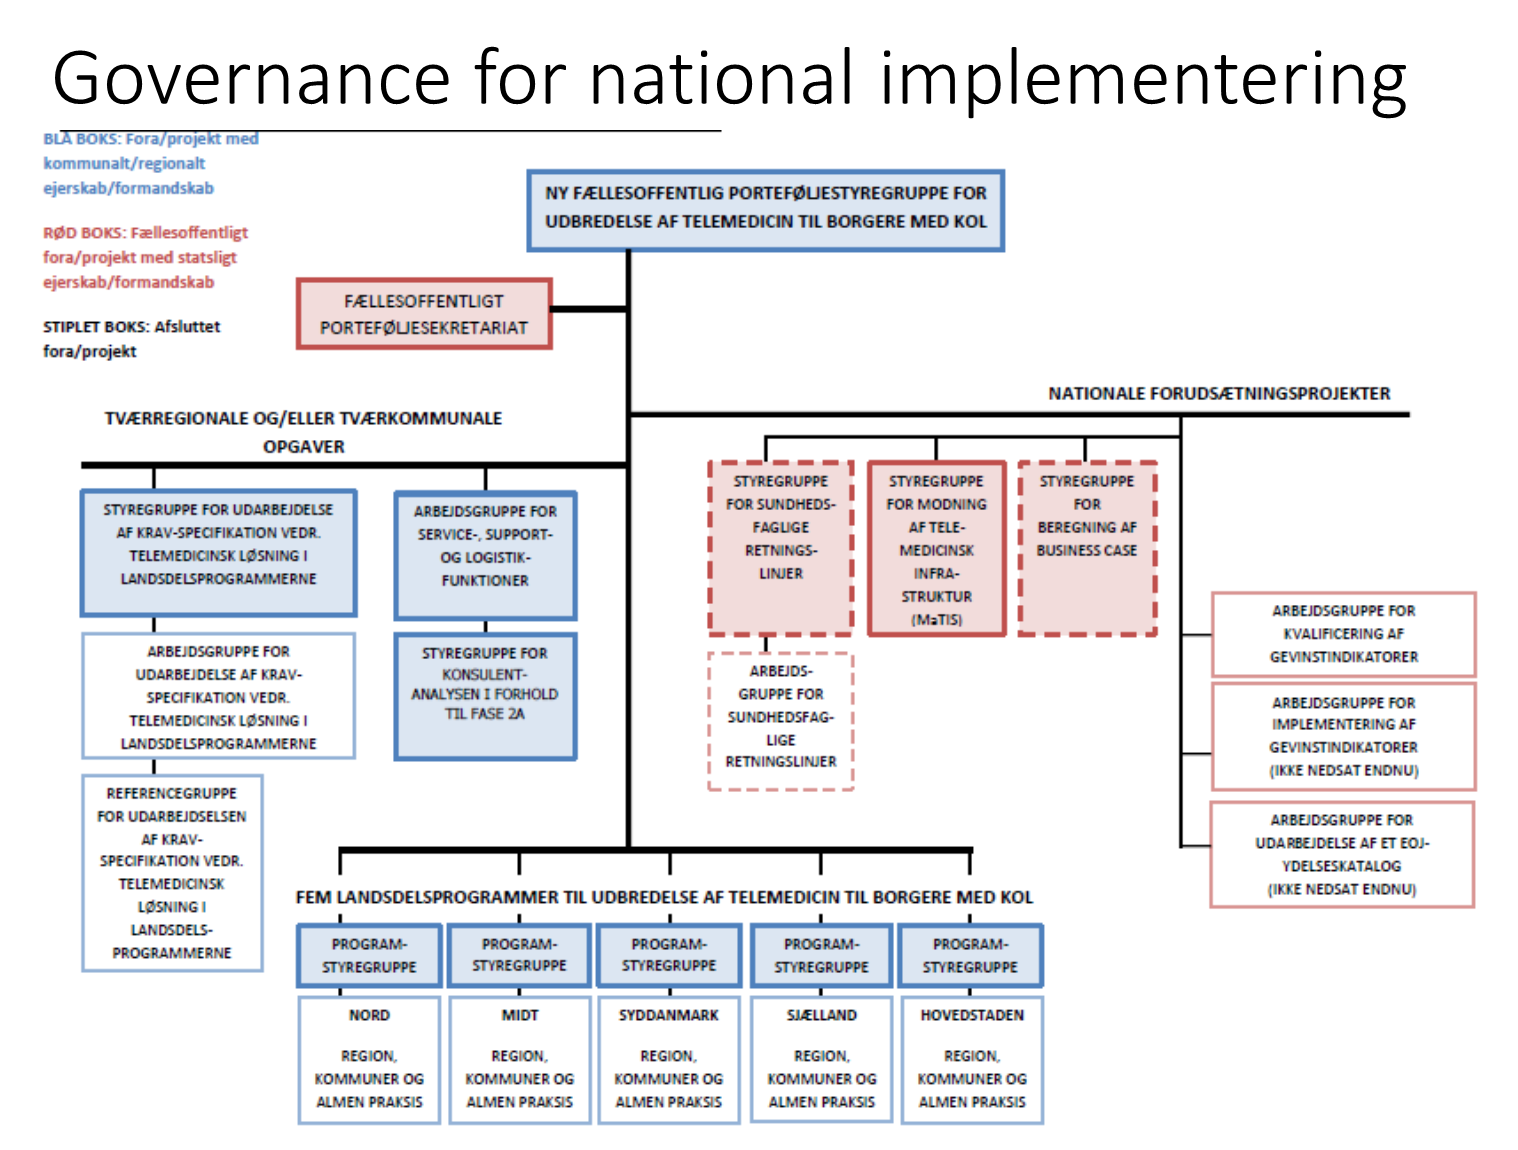 Governance for national implementering
BLÅ BOKS: Fora/projekt med
kommunalt/regionalt
ejerskab/formandskab
RØD BOKS: Fællesoffentligt
fora/projekt med statsligt
ejerskab/formandskab
STIPLET BOKS: Afsluttet
fora/projekt
NY FÆLLESOFFENTLIG PORTEFØLJESTYREGRUPPE FOR
UDBREDELSE AF TELEMEDICIN TIL BORGERE MED KOL
FÆLLESOFFENTLIGT
PORTEFØLJESEKRETARIAT
NATIONALE FORUDSÆTNINGSPROJEKTER
TVÆRREGIONALE OG/ELLER TVÆRKOMMUNALE
OPGAVER
STYREGRUPPE FOR UDARBEJDELSE
AF KRAV-SPECIFIKATION VEDR.
TELEMEDICINSK LØSNING I
LANDSDELSPROGRAMMERNE
ARBEJDSGRUPPE FOR
UDARBEJDELSE AF KRAV-
SPECIFIKATION VEDR.
TELEMEDICINSK LØSNING I
LANDSDELSPROGRAMMERNE
REFERENCEGRUPPE
FOR UDARBEJDSELSEN
AF KRAV-
SPECIFIKATION VEDR.
TELEMEDICINSK
LØSNING I
LANDSDELS-
PROGRAMMERNE
ARBEJDSGRUPPE FOR
SERVICE-, SUPPORT-
OG LOGISTIK-
FUNKTIONER
STYREGRUPPE FOR
KONSULENT-
ANALYSEN I FORHOLD
TIL FASE 2A
STYREGRUPPE
FOR SUNDHEDS-
FAGLIGE
RETNINGS-
LINJER
ARBEJDS-
GRUPPE FOR
SUNDHEDSFAG-
LIGE
RETNINGSLINJER
STYREGRUPPE
FOR MODNING
AF TELE-
MEDICINSK
INFRA-
STRUKTUR
(MaTIS)
STYREGRUPPE
FOR
BEREGNING AF
BUSINESS CASE
ARBEJDSGRUPPE FOR
KVALIFICERING AF
GEVINSTINDIKATORER
ARBEJDSGRUPPE FOR
IMPLEMENTERING AF
GEVINSTINDIKATORER
(IKKE NEDSAT ENDNU)
ARBEJDSGRUPPE FOR
UDARBEJDELSE AF ET EOJ-
YDELSESKATALOG
(IKKE NEDSAT ENDNU)
FEM LANDSDELSPROGRAMMER TIL UDBREDELSE AF TELEMEDICIN TIL BORGERE MED KOL
PROGRAM-
STYREGRUPPE
NORD
REGION,
KOMMUNER OG
ALMEN PRAKSIS
PROGRAM-
STYREGRUPPE
MIDT
REGION,
KOMMUNER OG
ALMEN PRAKSIS
PROGRAM-
STYREGRUPPE
SYDDANMARK
REGION,
KOMMUNER OG
ALMEN PRAKSIS
PROGRAM-
STYREGRUPPE
SJÆLLAND
REGION,
KOMMUNER OG
ALMEN PRAKSIS
PROGRAM-
STYREGRUPPE
HOVEDSTADEN
REGION,
KOMMUNER OG
ALMEN PRAKSIS